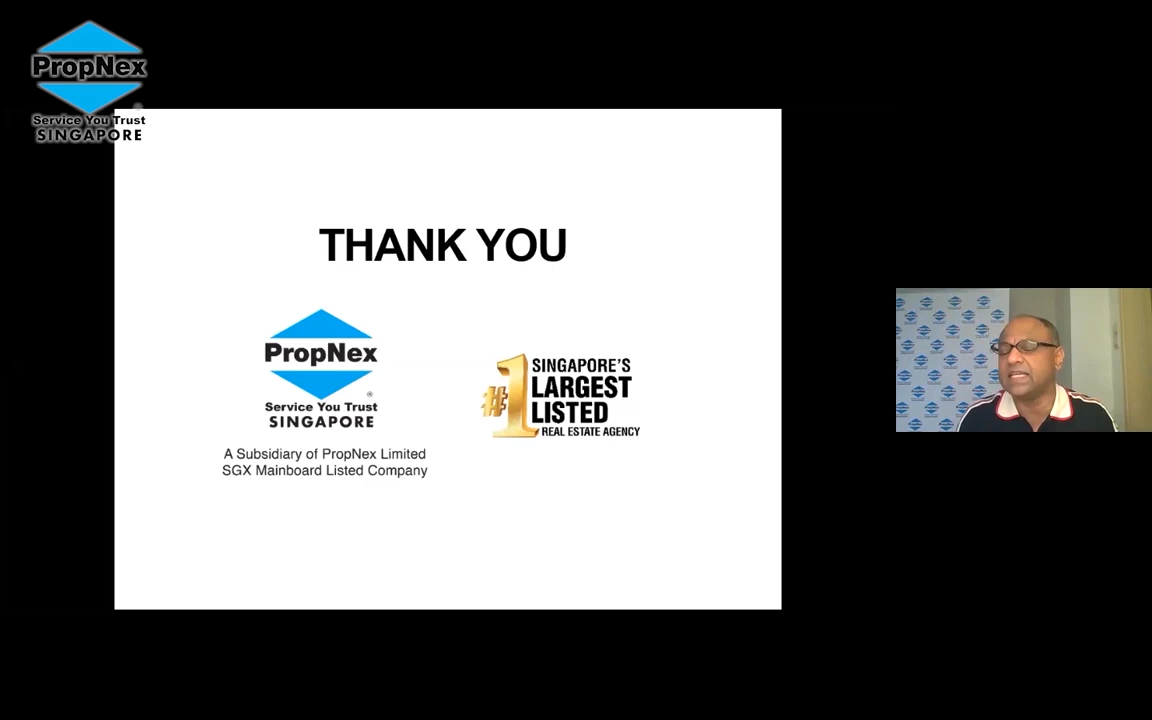 PropNex
Service You Trust
SINGAPORE
THANK YOU
PropNex
®
Service You Trust
SINGAPORE
A Subsidiary of PropNex Limited
SGX Mainboard Listed Company
#1 SINGAPORE'S
LARGEST
LISTED
REAL ESTATE AGENCY